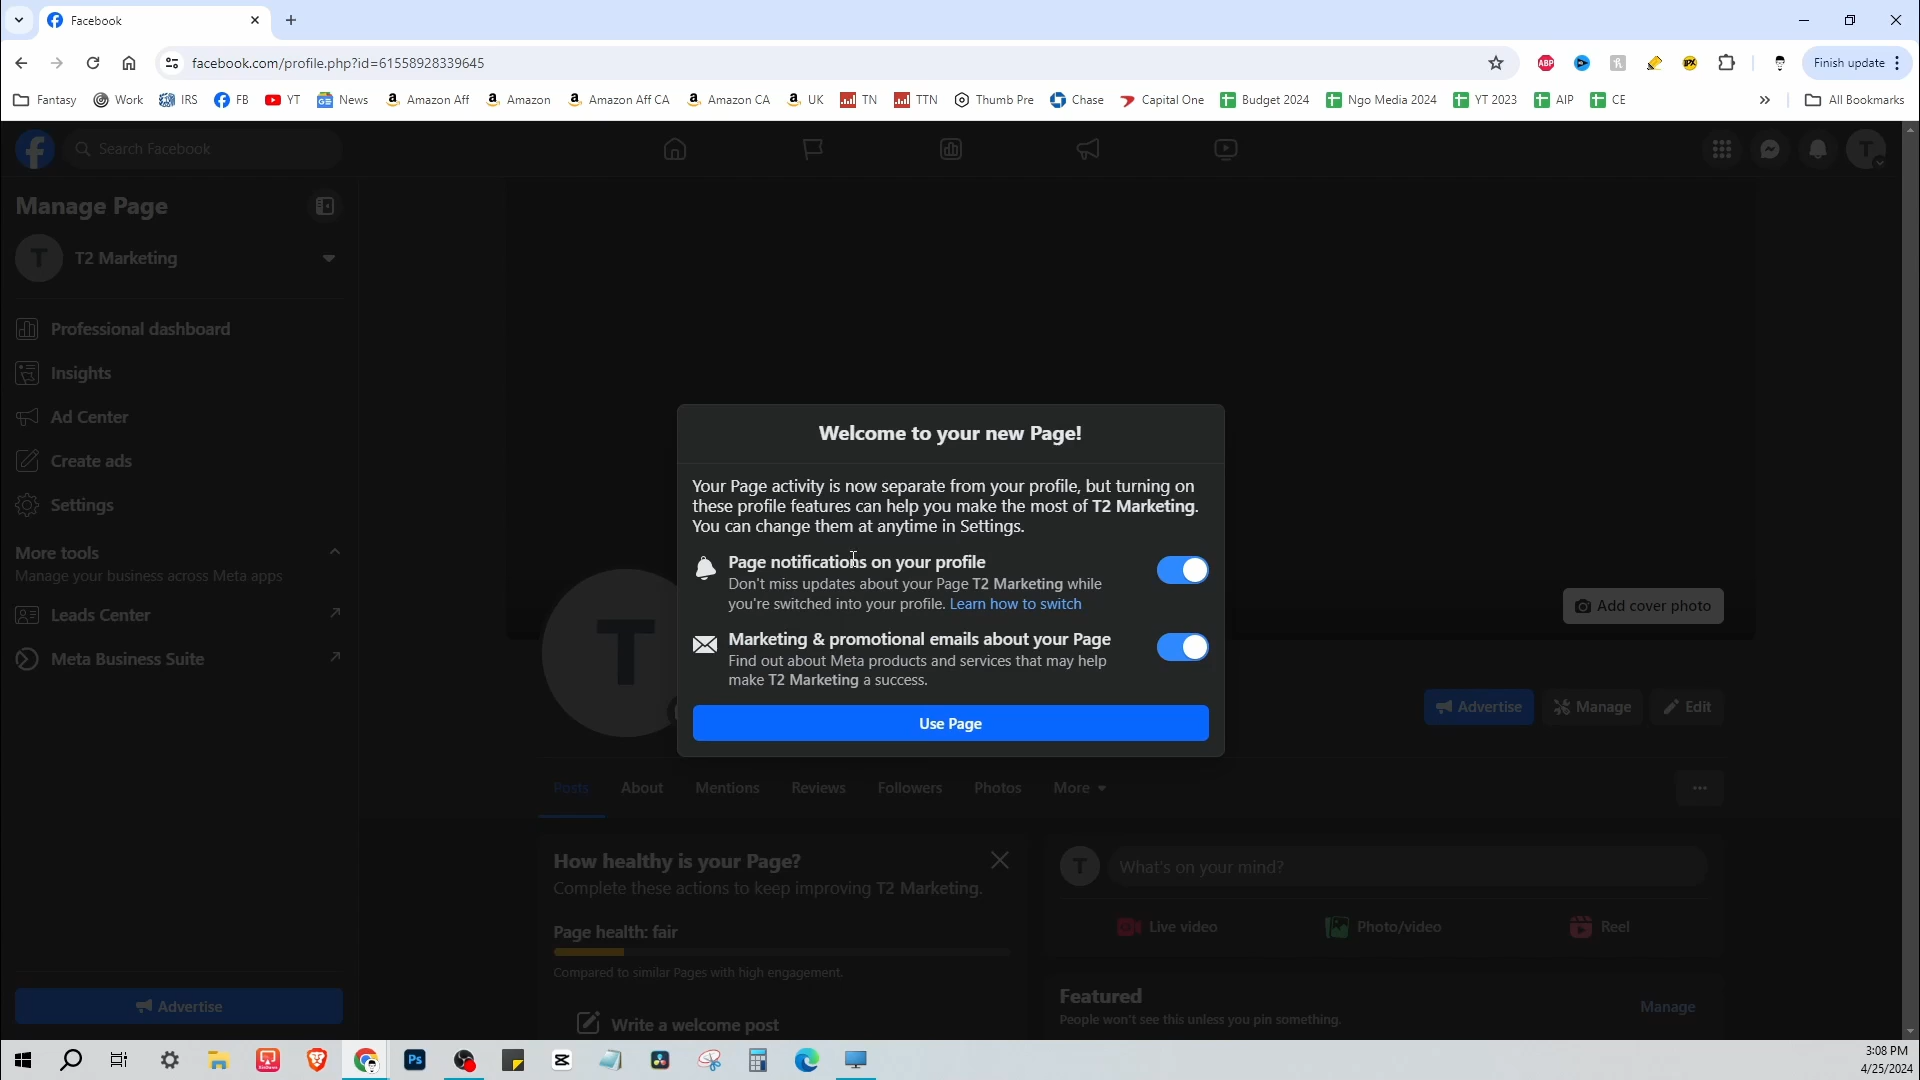 Facebook
facebook.com/profile.php?id=61558928339645
Finish update
Fantasy
Work
IRS
FB
YT
News
Amazon Aff
Amazon
Amazon Aff CA
Amazon CA
UK
TN
TTN
Thumb Pre
Chase
Capital One
Budget 2024
Ngo Media 2024
YT 2023
AIP
CE
All Bookmarks
ABP
IPX
Search Facebook
T
Manage Page
T
T2 Marketing
Professional dashboard
Insights
Ad Center
Create ads
Settings
More tools
Manage your business across Meta apps
Leads Center
Meta Business Suite
Advertise
Welcome to your new Page!
Your Page activity is now separate from your profile, but turning on
these profile features can help you make the most of T2 Marketing.
You can change them at anytime in Settings.
Page notifications on your profile
Don't miss updates about your Page T2 Marketing while
you're switched into your profile. Learn how to switch
Marketing & promotional emails about your Page
Find out about Meta products and services that may help
make T2 Marketing a success.
Use Page
T
Add cover photo
Advertise
Manage
Edit
Posts
About
Mentions
Reviews
Followers
Photos
More
How healthy is your Page?
Complete these actions to keep improving T2 Marketing.
Page health: fair
Compared to similar Pages with high engagement.
Write a welcome post
T
What's on your mind?
Live video
Photo/video
Reel
Featured
Manage
People won't see this unless you pin something.
Ps
3:08 PM
4/25/2024